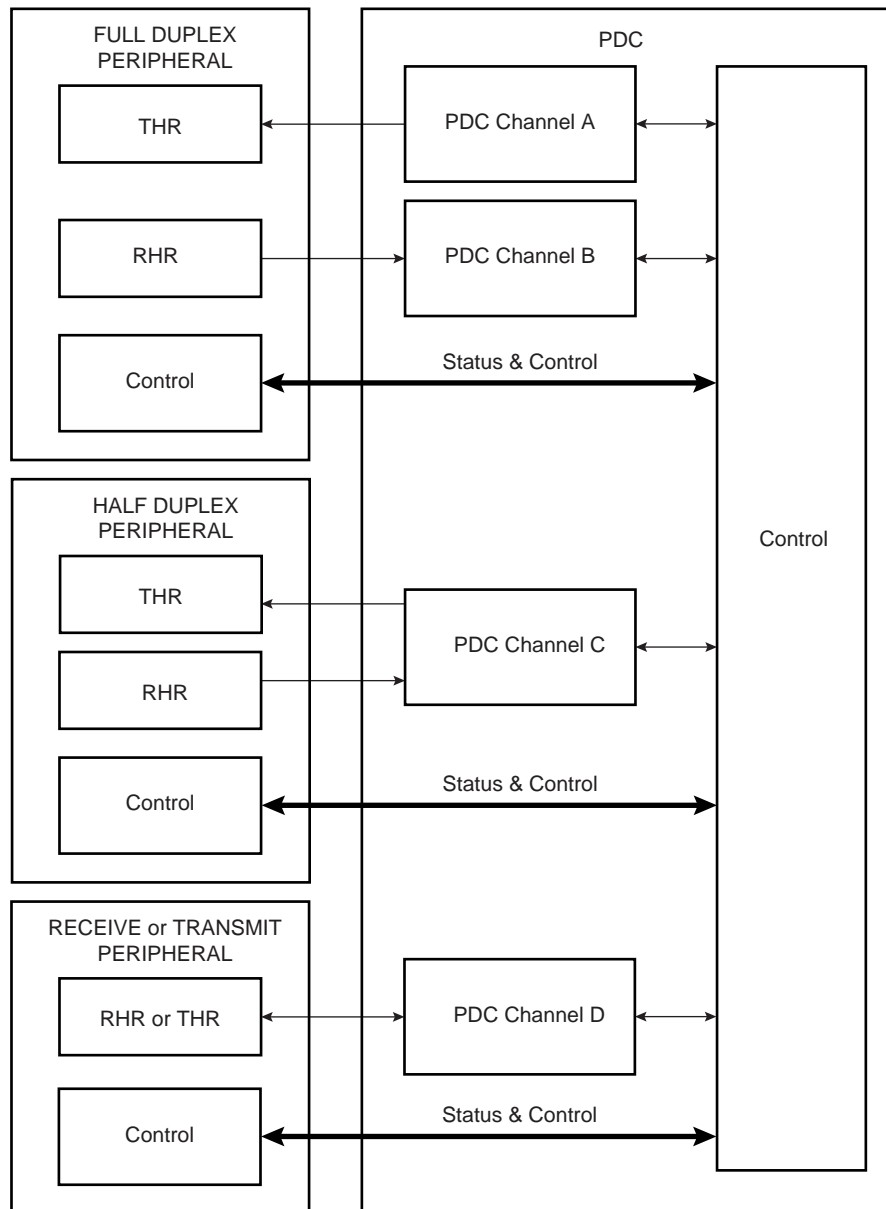 FULL DUPLEX
PERIPHERAL
PDC
THR
PDC Channel A
RHR
PDC Channel B
Control
Status & Control
HALF DUPLEX
PERIPHERAL
Control
THR
PDC Channel C
RHR
Control
Status & Control
RECEIVE or TRANSMIT
PERIPHERAL
RHR or THR
PDC Channel D
Control
Status & Control